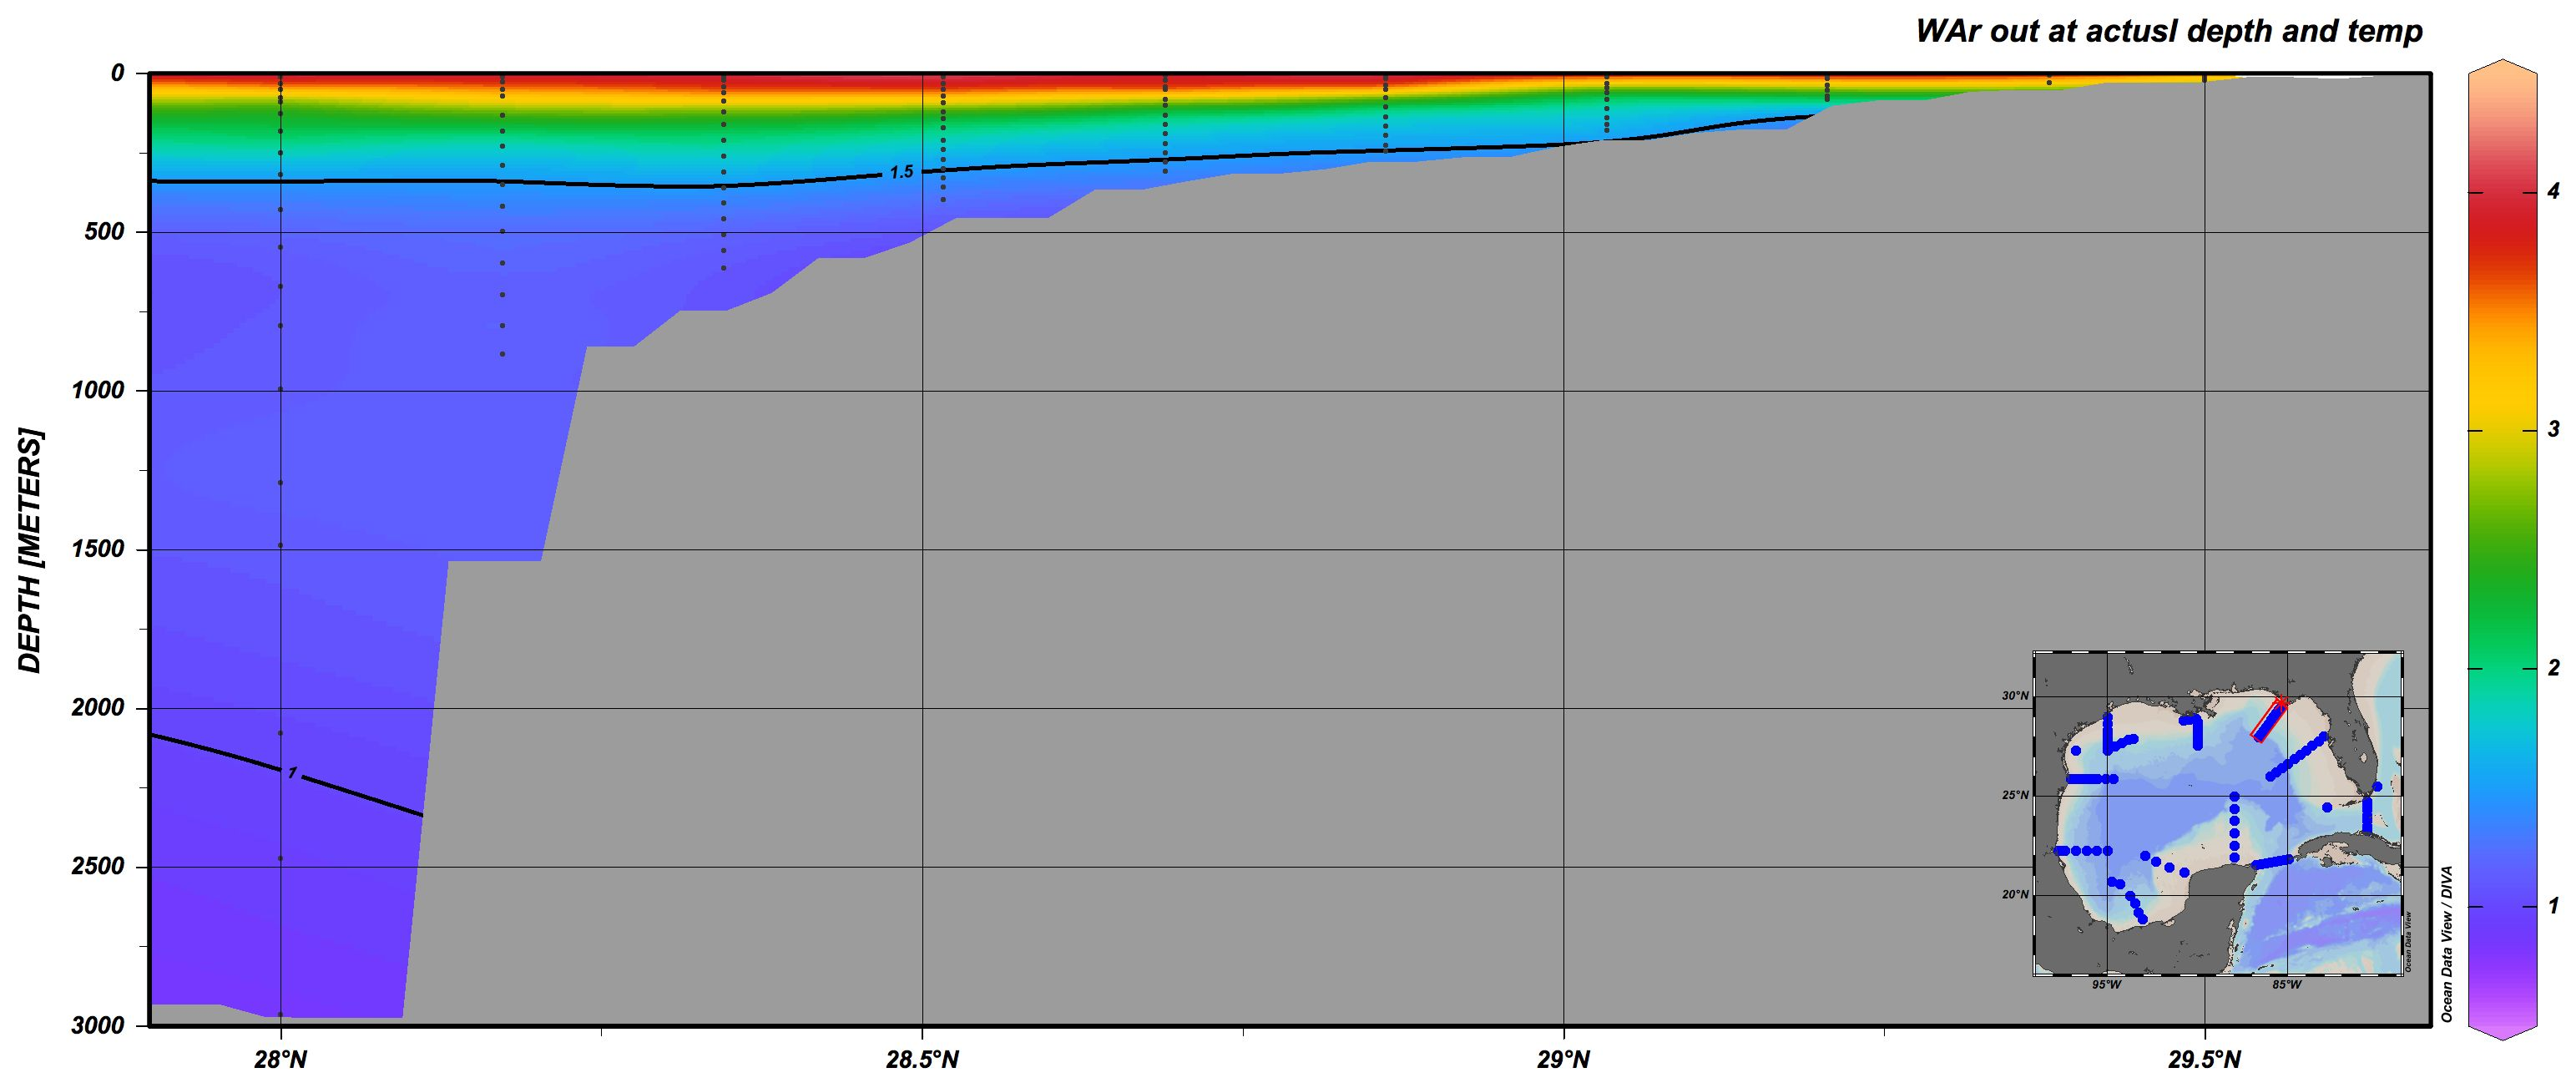 WAr out at actusl depth and temp
0
500
1000
1500
2000
2500
3000
DEPTH [METERS]
1.5
1
28°N
28.5°N
29°N
29.5°N
4
3
2
1
30°N
25°N
20°N
95°W
85°W
Ocean Data View
Ocean Data View / DIVA